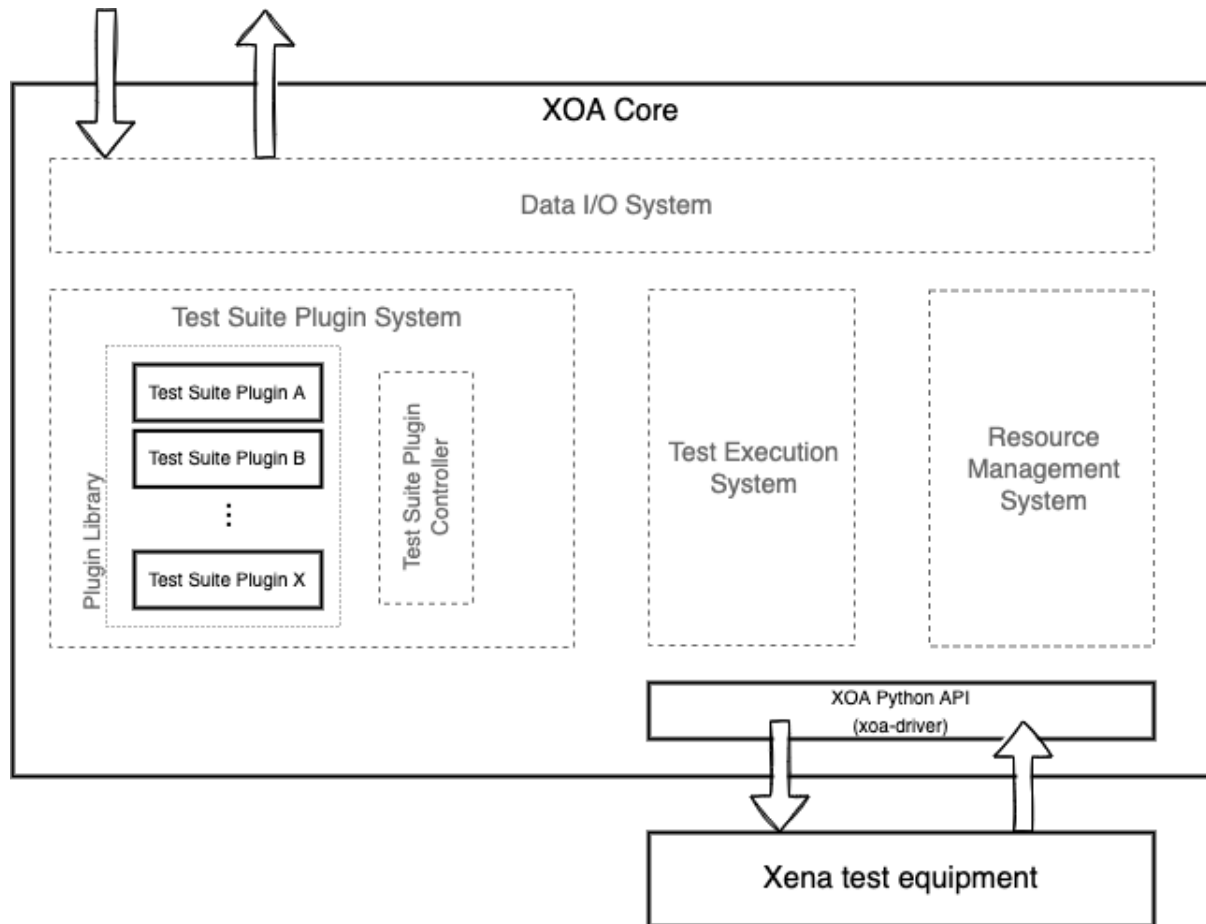 XOA Core
Data I/O System
Test Suite Plugin System
Plugin Library
Test Suite Plugin A
Test Suite Plugin B
⋮
Test Suite Plugin X
Test Suite Plugin
Controller
Test Execution
System
Resource
Management
System
XOA Python API
(xoa-driver)
Xena test equipment